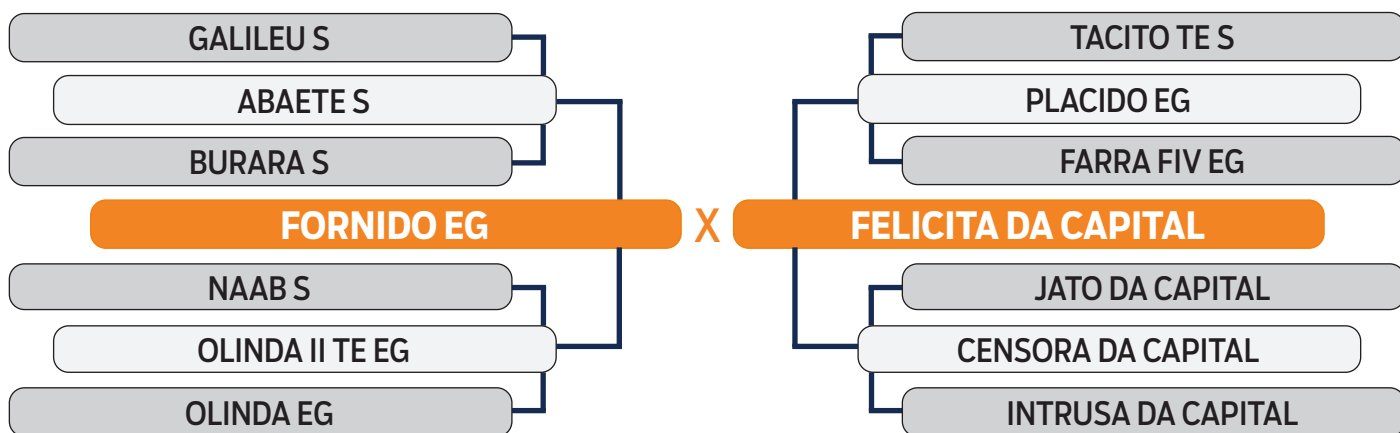 GALILEU S
ABAETE S
BURARA S
FORNIDO EG
NAAB S
OLINDA II TE EG
OLINDA EG
X
TACITO TE S
PLACIDO EG
FARRA FIV EG
FELICITA DA CAPITAL
JATO DA CAPITAL
CENSORA DA CAPITAL
INTRUSA DA CAPITAL